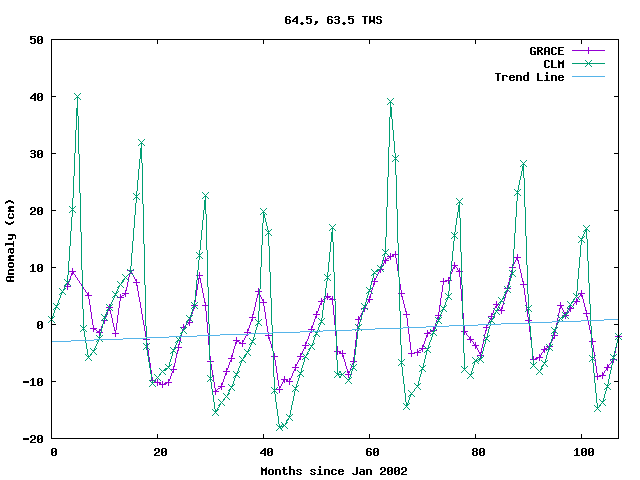 64.5, 63.5 TWS
GRACE
CLM
Trend Line
Anomaly (cm)
50
40
30
20
10
0
-10
-20
0 20 40 60 80 100
Months since Jan 2002